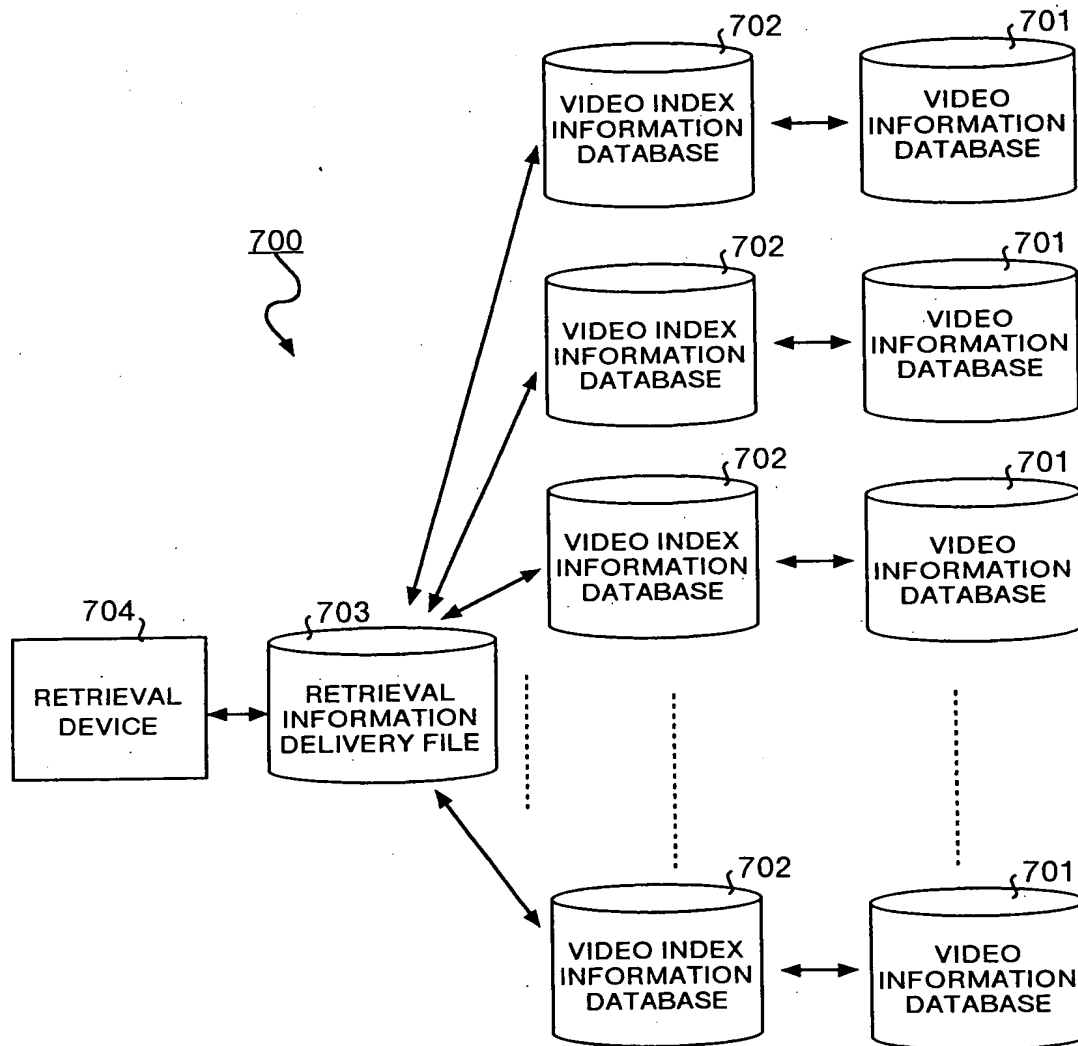 702
701
VIDEO INDEX
INFORMATION
DATABASE
VIDEO
INFORMATION
DATABASE
700
702
701
VIDEO INDEX
INFORMATION
DATABASE
VIDEO
INFORMATION
DATABASE
702
701
VIDEO INDEX
INFORMATION
DATABASE
VIDEO
INFORMATION
DATABASE
704
703
RETRIEVAL
DEVICE
RETRIEVAL
INFORMATION
DELIVERY FILE
702
701
VIDEO INDEX
INFORMATION
DATABASE
VIDEO
INFORMATION
DATABASE